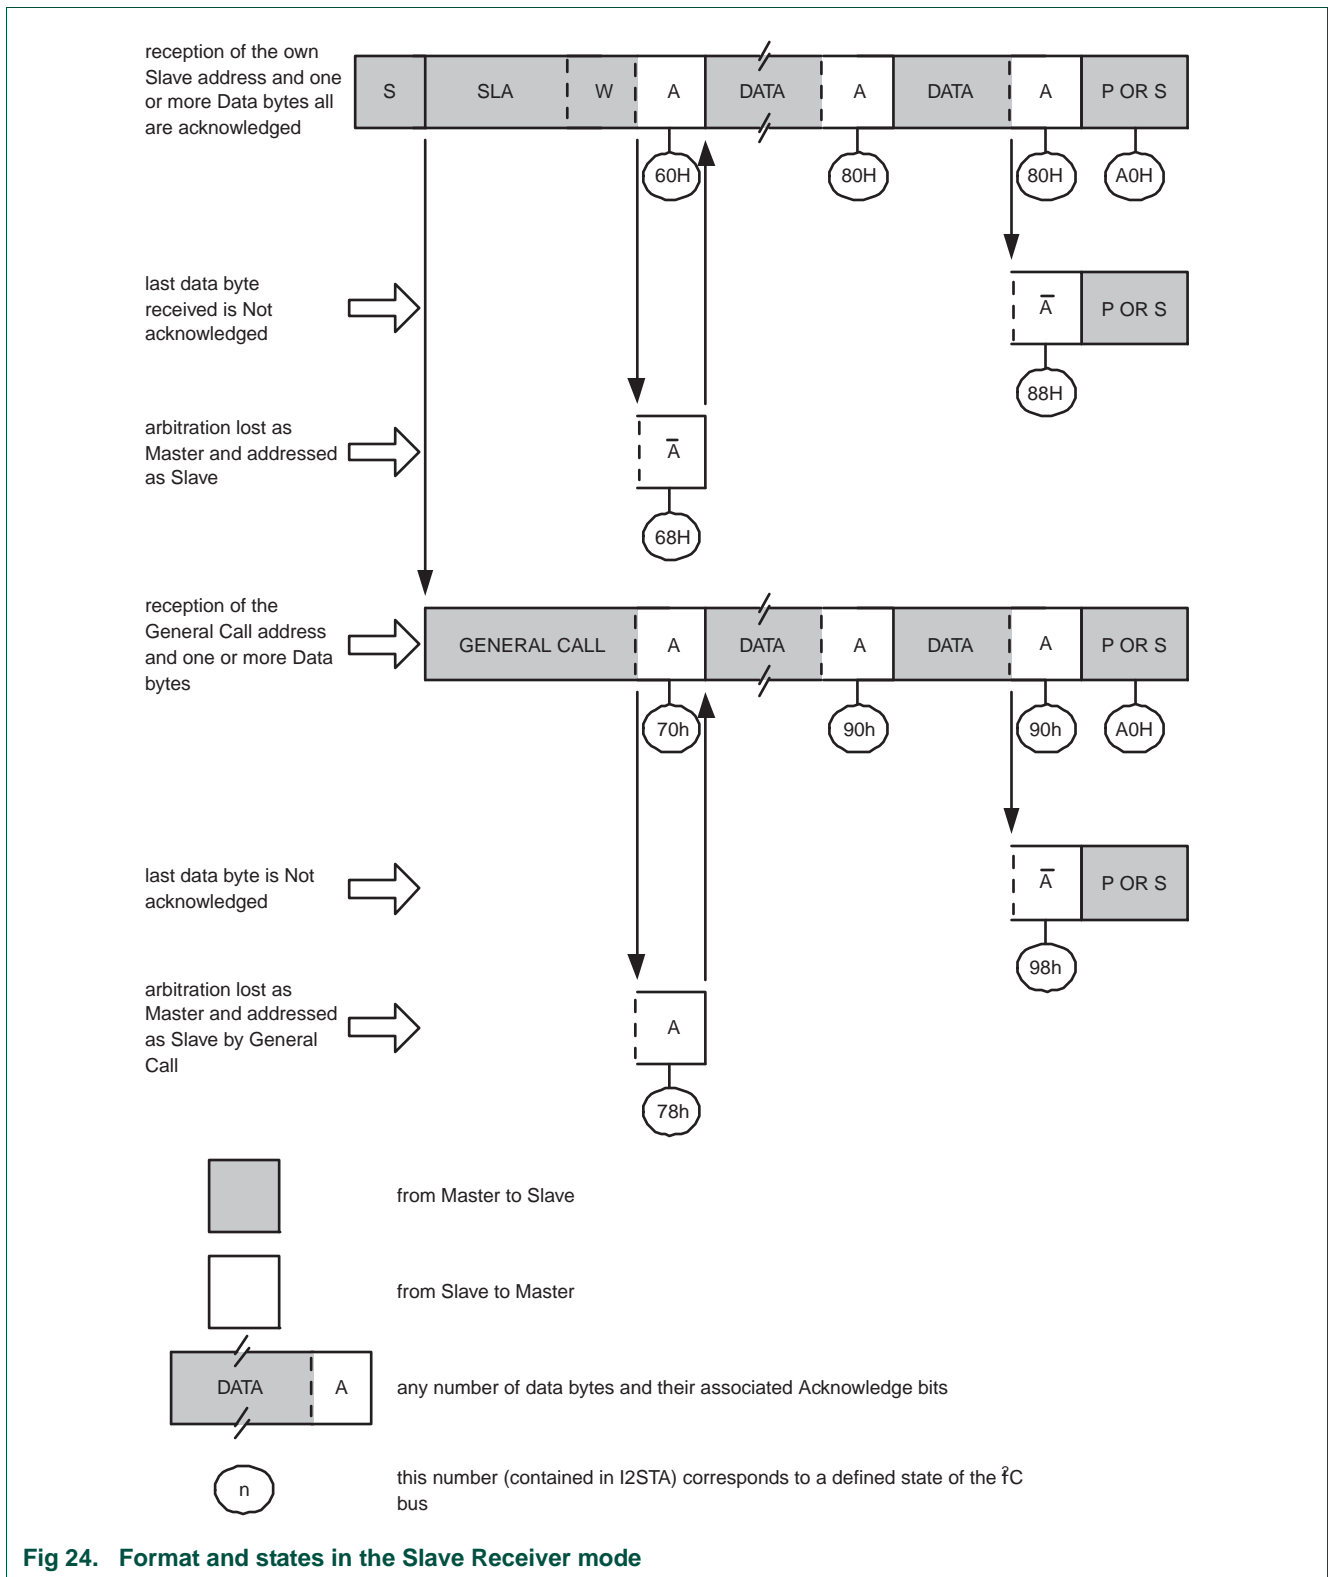 reception of the own
Slave address and one
or more Data bytes all
are acknowledged
S SLA W A DATA A DATA A P OR S
60H 80H 80H A0H
last data byte
received is Not
acknowledged
A̅ P OR S
88H
arbitration lost as
Master and addressed
as Slave
A̅
68H
reception of the
General Call address
and one or more Data
bytes
GENERAL CALL A DATA A DATA A P OR S
70h 90h 90h A0H
last data byte is Not
acknowledged
A̅ P OR S
98h
arbitration lost as
Master and addressed
as Slave by General
Call
A
78h
from Master to Slave
from Slave to Master
DATA A any number of data bytes and their associated Acknowledge bits
n this number (contained in I2STA) corresponds to a defined state of the I²C
bus
Fig 24. Format and states in the Slave Receiver mode